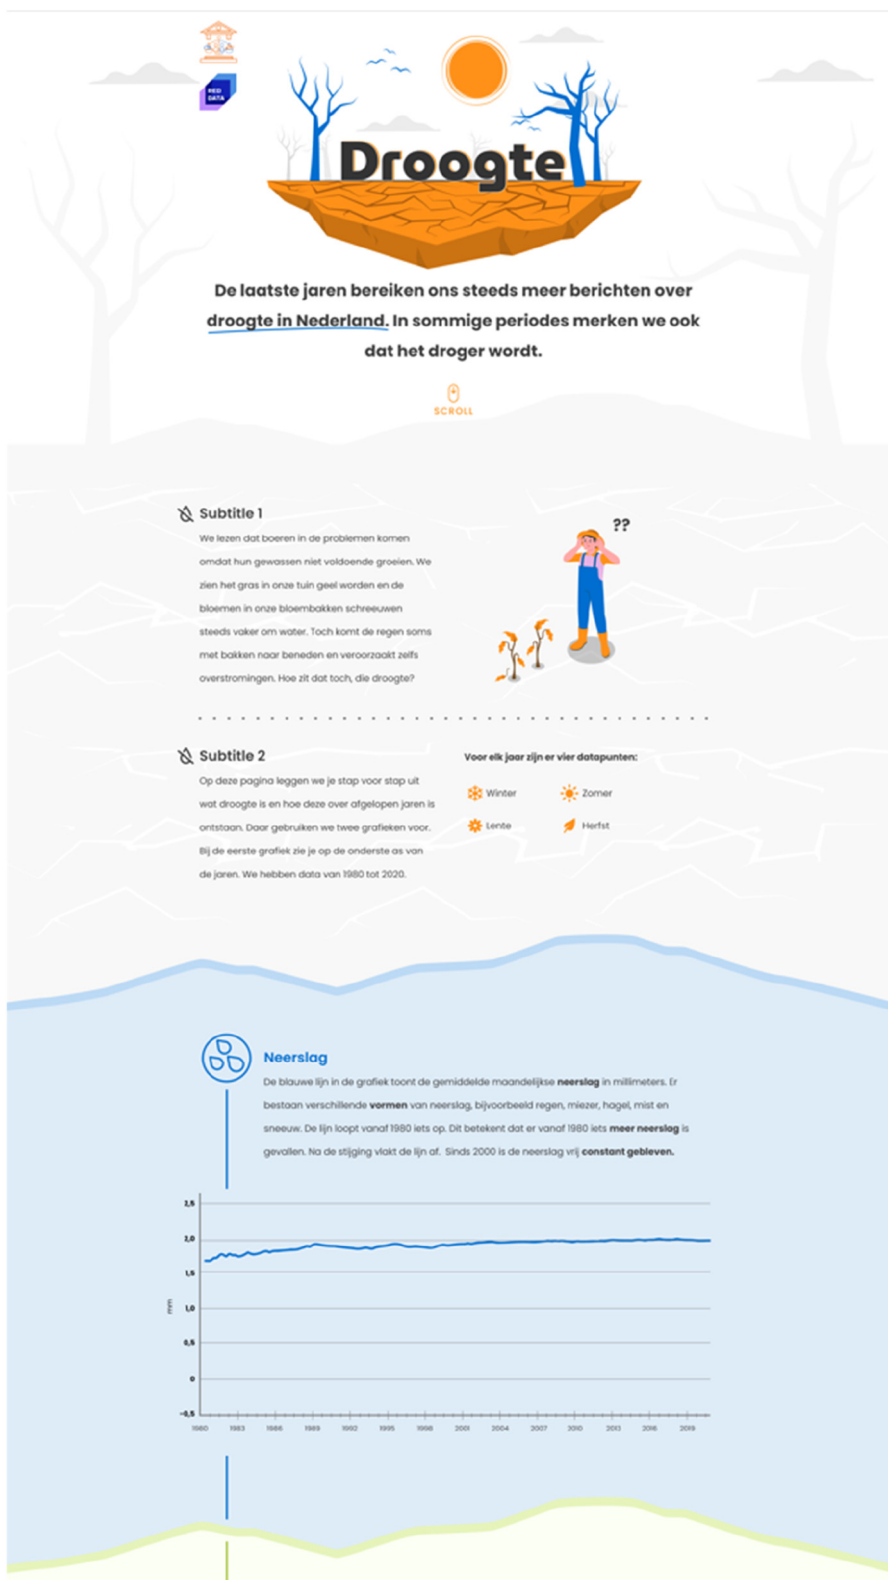 RED
DATA
Droogte
De laatste jaren bereiken ons steeds meer berichten over
droogte in Nederland. In sommige periodes merken we ook
dat het droger wordt.
SCROLL
Subtitle 1
We lezen dat boeren in de problemen komen
omdat hun gewassen niet voldoende groeien. We
zien het gras in onze tuin geel worden en de
bloemen in onze bloembakken schreeuwen
steeds vaker om water. Toch komt de regen soms
met bakken naar beneden en veroorzaakt zelfs
overstromingen. Hoe zit dat toch, die droogte?
??
Subtitle 2
Op deze pagina leggen we je stap voor stap uit
wat droogte is en hoe deze over afgelopen jaren is
ontstaan. Daar gebruiken we twee grafieken voor.
Bij de eerste grafiek zie je op de onderste as van
de jaren. We hebben data van 1980 tot 2020.
Voor elk jaar zijn er vier datapunten:
Winter
Zomer
Lente
Herfst
Neerslag
De blauwe lijn in de grafiek toont de gemiddelde maandelijkse neerslag in millimeters. Er
bestaan verschillende vormen van neerslag, bijvoorbeeld regen, miezer, hagel, mist en
sneeuw. De lijn loopt vanaf 1980 iets op. Dit betekent dat er vanaf 1980 iets meer neerslag is
gevallen. Na de stijging vlakt de lijn af. Sinds 2000 is de neerslag vrij constant gebleven.
2,5
2,0
1,5
mm
1,0
0,5
0
-0,5
1980 1983 1986 1989 1992 1995 1998 2001 2004 2007 2010 2013 2016 2019